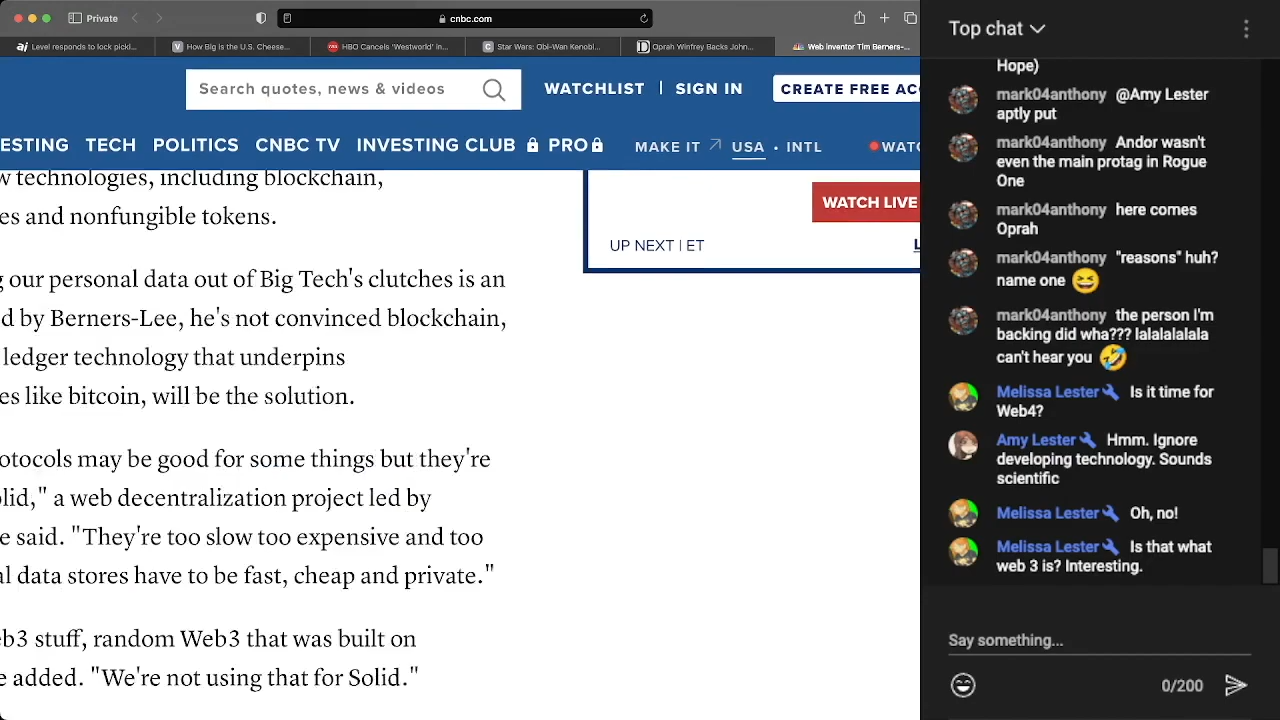 Private
cnbc.com
Level responds to lock pickl...
How Big is the U.S. Cheese...
HBO Cancels 'Westworld' in...
Star Wars: Obi-Wan Kenobi...
Oprah Winfrey Backs John...
Web inventor Tim Berners-...
Search quotes, news & videos
WATCHLIST | SIGN IN
CREATE FREE ACC
ESTING TECH POLITICS CNBC TV INVESTING CLUB PRO
MAKE IT USA • INTL
WATC
w technologies, including blockchain,
es and nonfungible tokens.
g our personal data out of Big Tech's clutches is an
d by Berners-Lee, he's not convinced blockchain,
ledger technology that underpins
es like bitcoin, will be the solution.
otocols may be good for some things but they're
olid," a web decentralization project led by
e said. "They're too slow too expensive and too
al data stores have to be fast, cheap and private."
eb3 stuff, random Web3 that was built on
e added. "We're not using that for Solid."
WATCH LIVE
UP NEXT | ET
L
Top chat
Hope)
mark04anthony @Amy Lester
aptly put
mark04anthony Andor wasn't
even the main protag in Rogue
One
mark04anthony here comes
Oprah
mark04anthony "reasons" huh?
name one 😆
mark04anthony the person I'm
backing did wha??? lalalalalala
can't hear you 🤣
Melissa Lester Is it time for
Web4?
Amy Lester Hmm. Ignore
developing technology. Sounds
scientific
Melissa Lester Oh, no!
Melissa Lester Is that what
web 3 is? Interesting.
Say something...
0/200